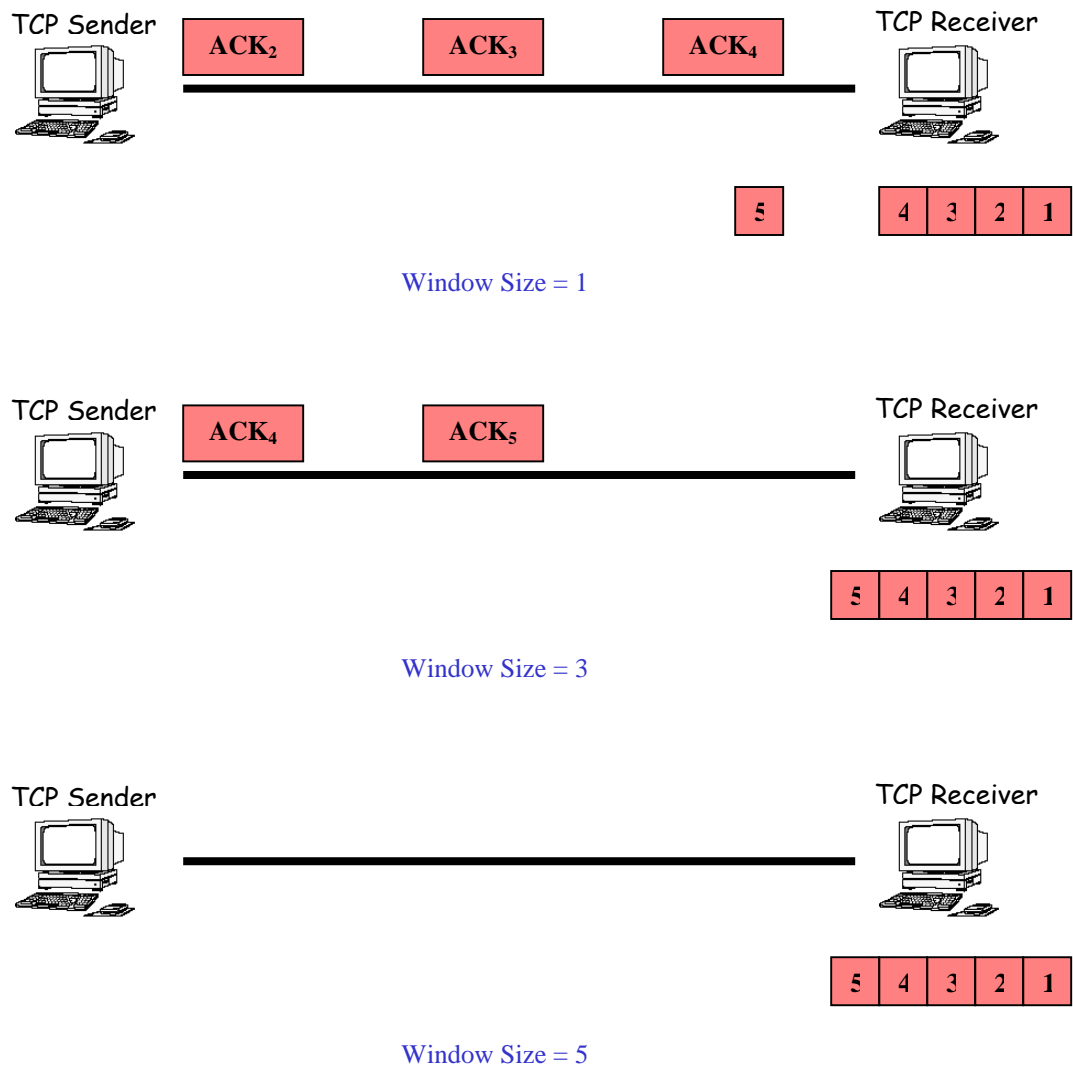 TCP Sender
ACK₂ ACK₃ ACK₄
TCP Receiver
5 4 3 2 1
Window Size = 1
TCP Sender
ACK₄ ACK₅
TCP Receiver
5 4 3 2 1
Window Size = 3
TCP Sender
TCP Receiver
5 4 3 2 1
Window Size = 5